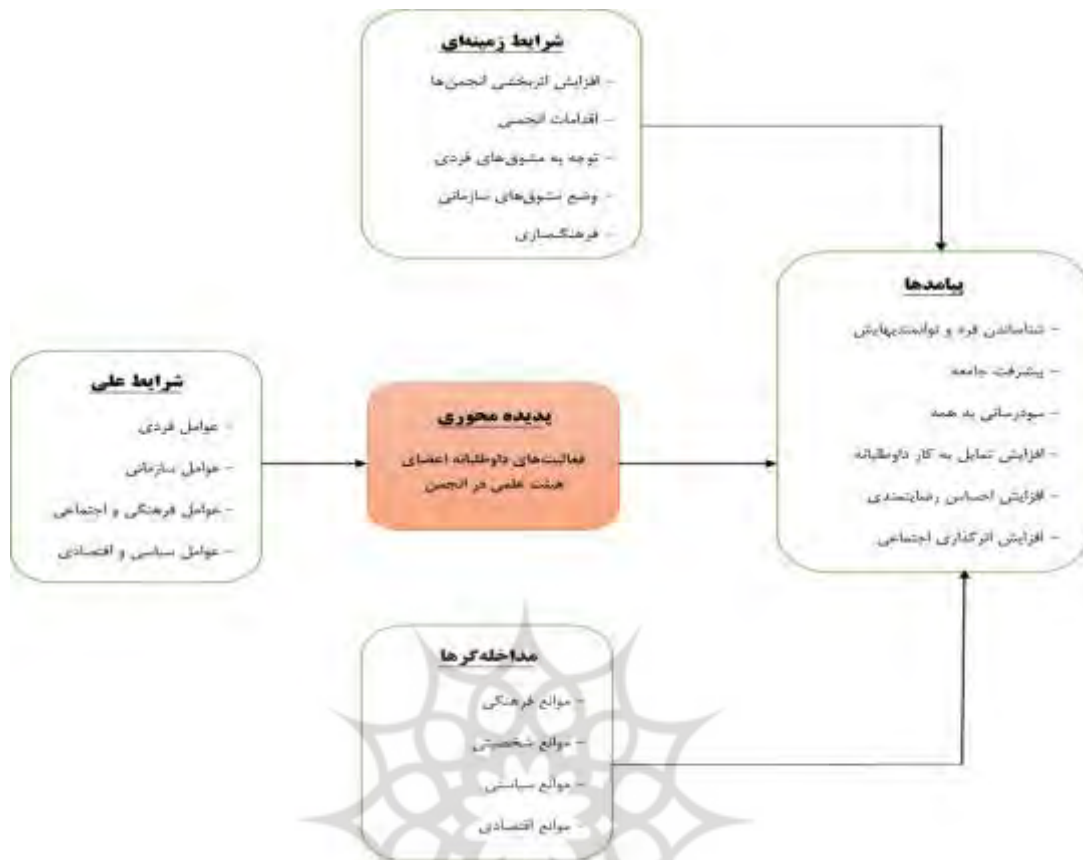 شرایط زمینه‌ای
- افزایش اثربخشی انجمن‌ها
- اقدامات انجمنی
- توجه به مشوق‌های فردی
- وضع مشوق‌های سازمانی
- فرهنگ‌سازی
پیامدها
- شناساندن فرد و توانمندیهایش
- پیشرفت جامعه
- سودرسانی به همه
- افزایش تمایل به کار داوطلبانه
- افزایش احساس رضایتمندی
- افزایش اثرگذاری اجتماعی
شرایط علی
- عوامل فردی
- عوامل سازمانی
- عوامل فرهنگی و اجتماعی
- عوامل سیاسی و اقتصادی
پدیده محوری
فعالیت‌های داوطلبانه اعضای
هیئت علمی در انجمن
مداخله‌گرها
- موانع فرهنگی
- موانع شخصیتی
- موانع سیاستی
- موانع اقتصادی